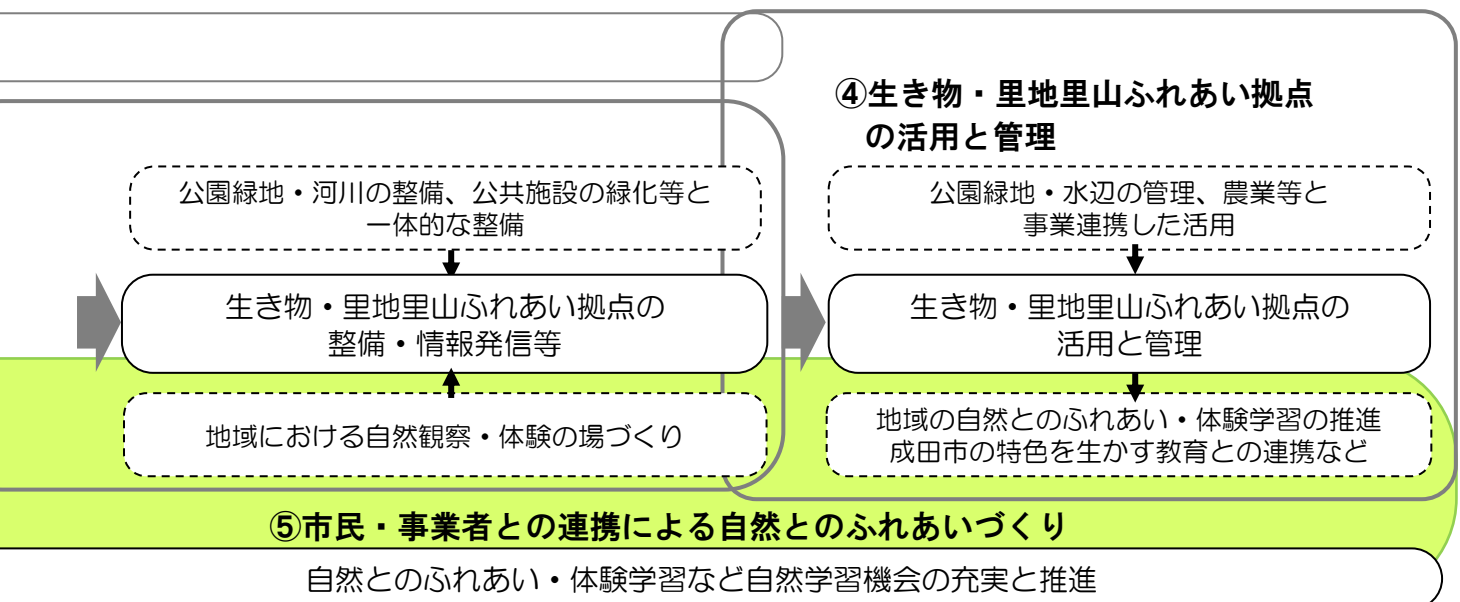 ④生き物・里地里山ふれあい拠点
の活用と管理
公園緑地・河川の整備、公共施設の緑化等と
一体的な整備
公園緑地・水辺の管理、農業等と
事業連携した活用
生き物・里地里山ふれあい拠点の
整備・情報発信等
生き物・里地里山ふれあい拠点の
活用と管理
地域における自然観察・体験の場づくり
地域の自然とのふれあい・体験学習の推進
成田市の特色を生かす教育との連携など
⑤市民・事業者との連携による自然とのふれあいづくり
自然とのふれあい・体験学習など自然学習機会の充実と推進